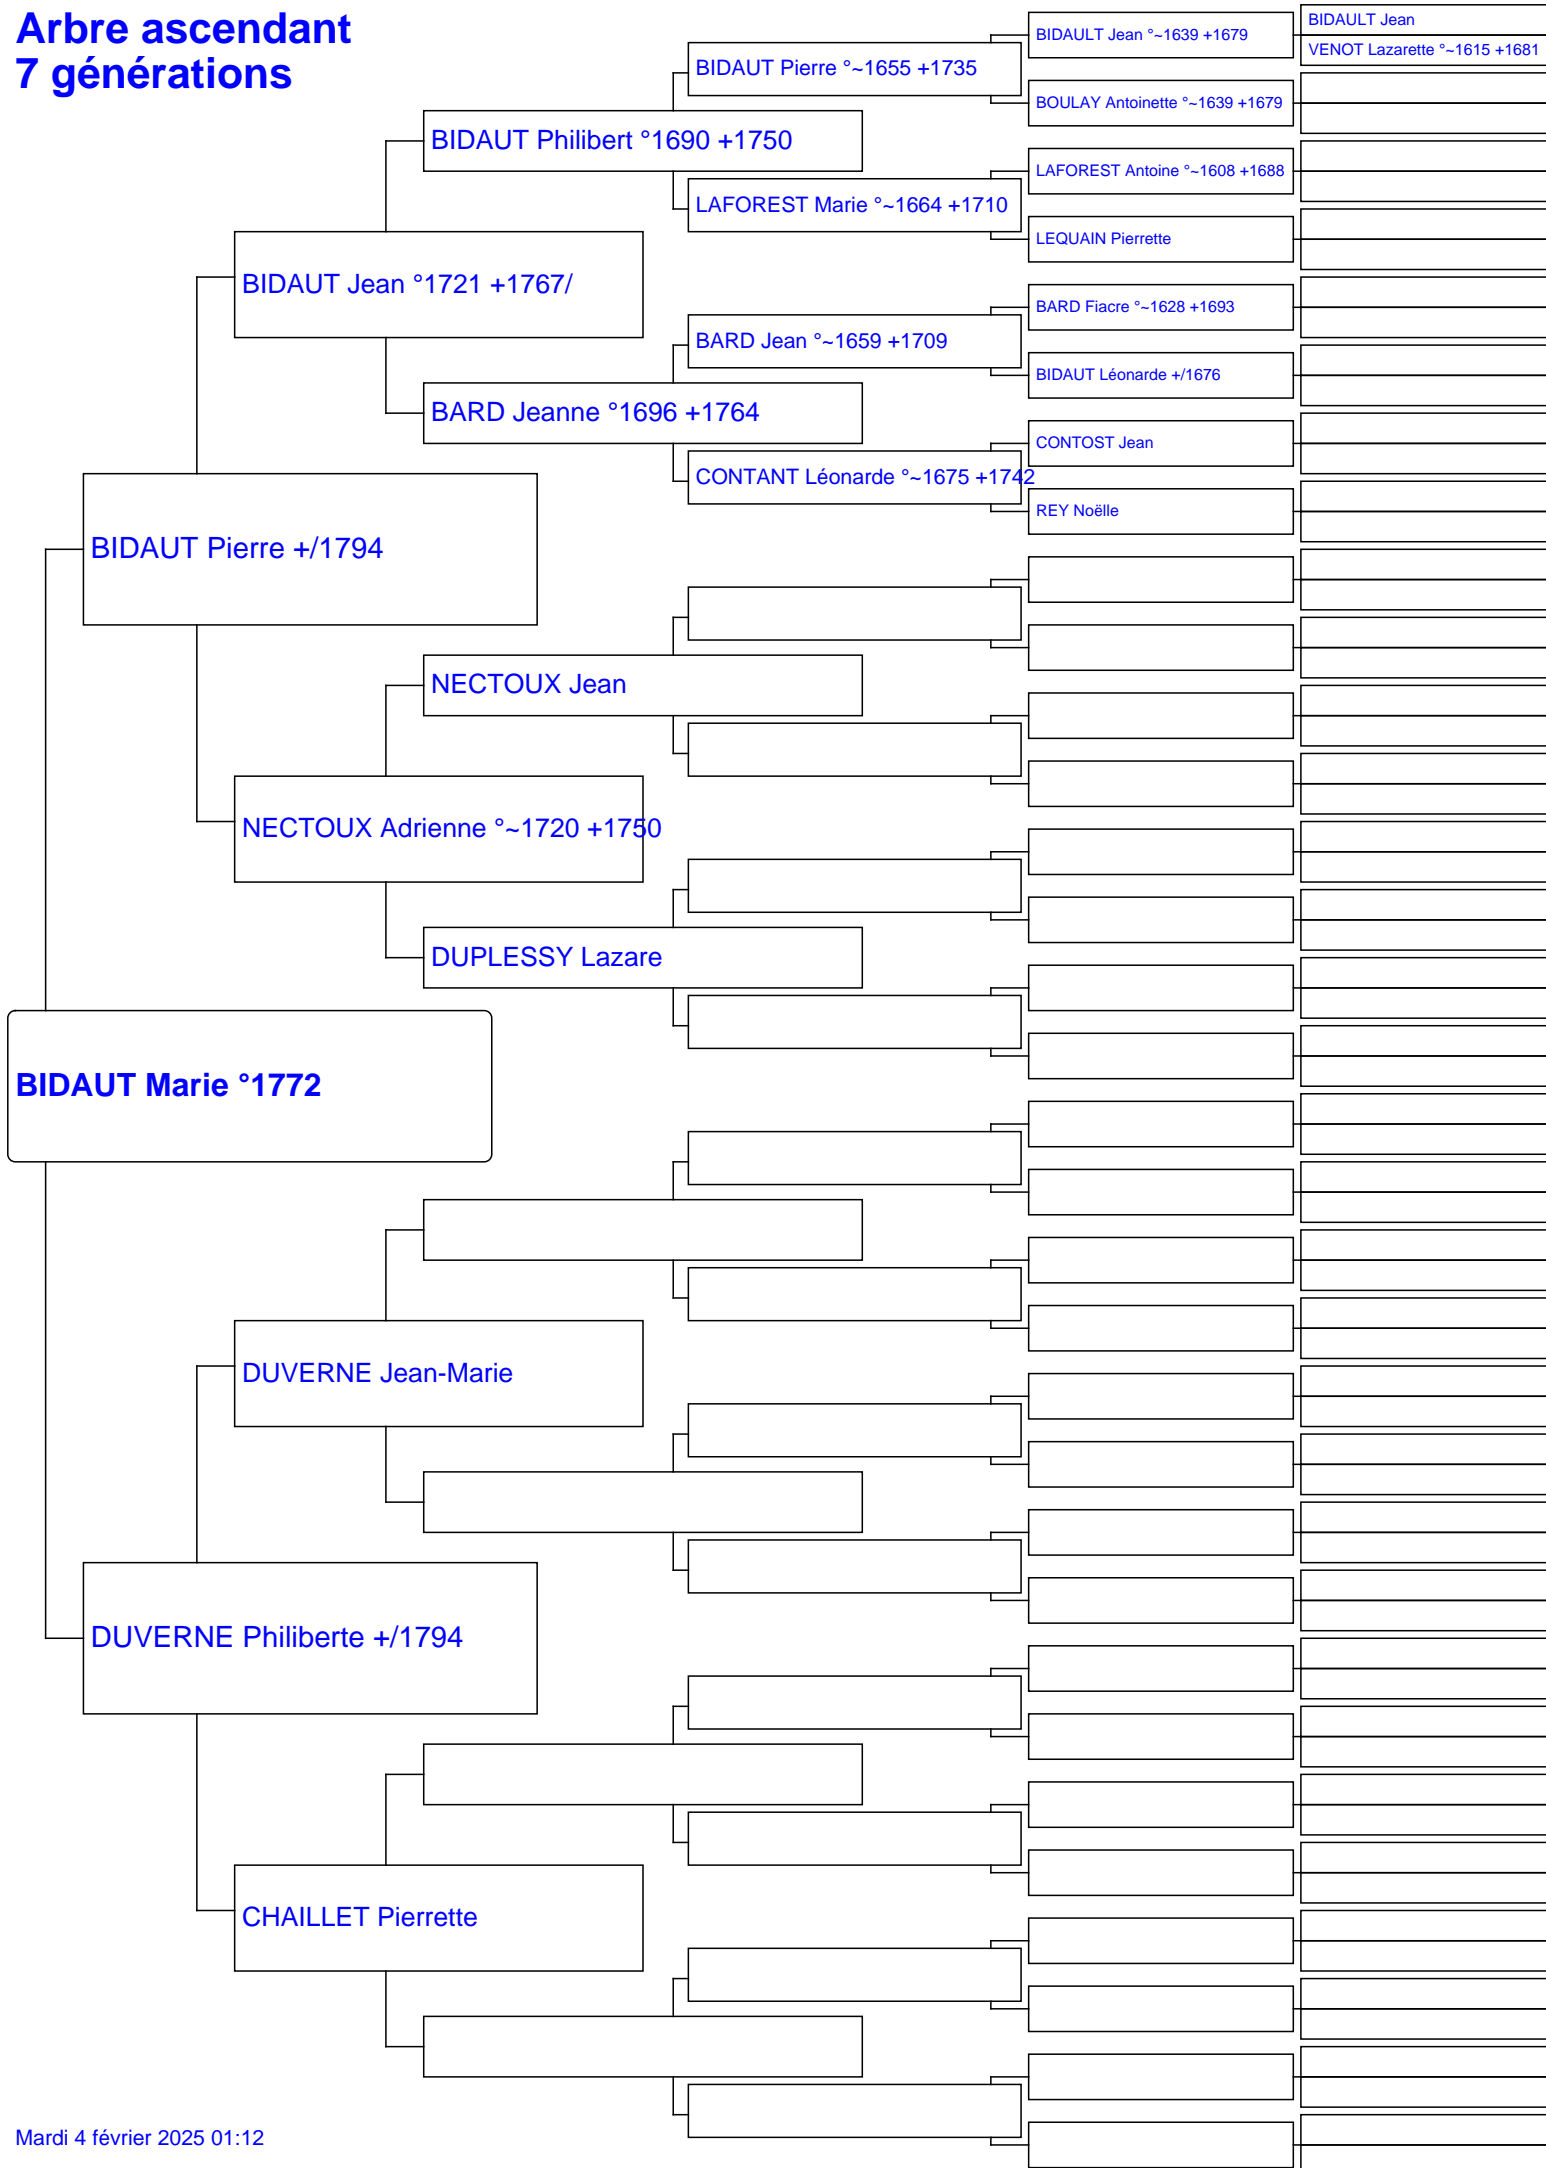 Arbre ascendant
7 générations
BIDAULT Jean
VENOT Lazarette °~1615 +1681
BIDAULT Jean °~1639 +1679
BIDAUT Pierre °~1655 +1735
BOULAY Antoinette °~1639 +1679
BIDAUT Philibert °1690 +1750
LAFOREST Antoine °~1608 +1688
LAFOREST Marie °~1664 +1710
LEQUAIN Pierrette
BIDAUT Jean °1721 +1767/
BARD Fiacre °~1628 +1693
BARD Jean °~1659 +1709
BIDAUT Léonarde +/1676
BARD Jeanne °1696 +1764
CONTOST Jean
CONTANT Léonarde °~1675 +1742
REY Noëlle
BIDAUT Pierre +/1794
NECTOUX Jean
NECTOUX Adrienne °~1720 +1750
DUPLESSY Lazare
BIDAUT Marie °1772
DUVERNE Jean-Marie
DUVERNE Philiberte +/1794
CHAILLET Pierrette
Mardi 4 février 2025 01:12